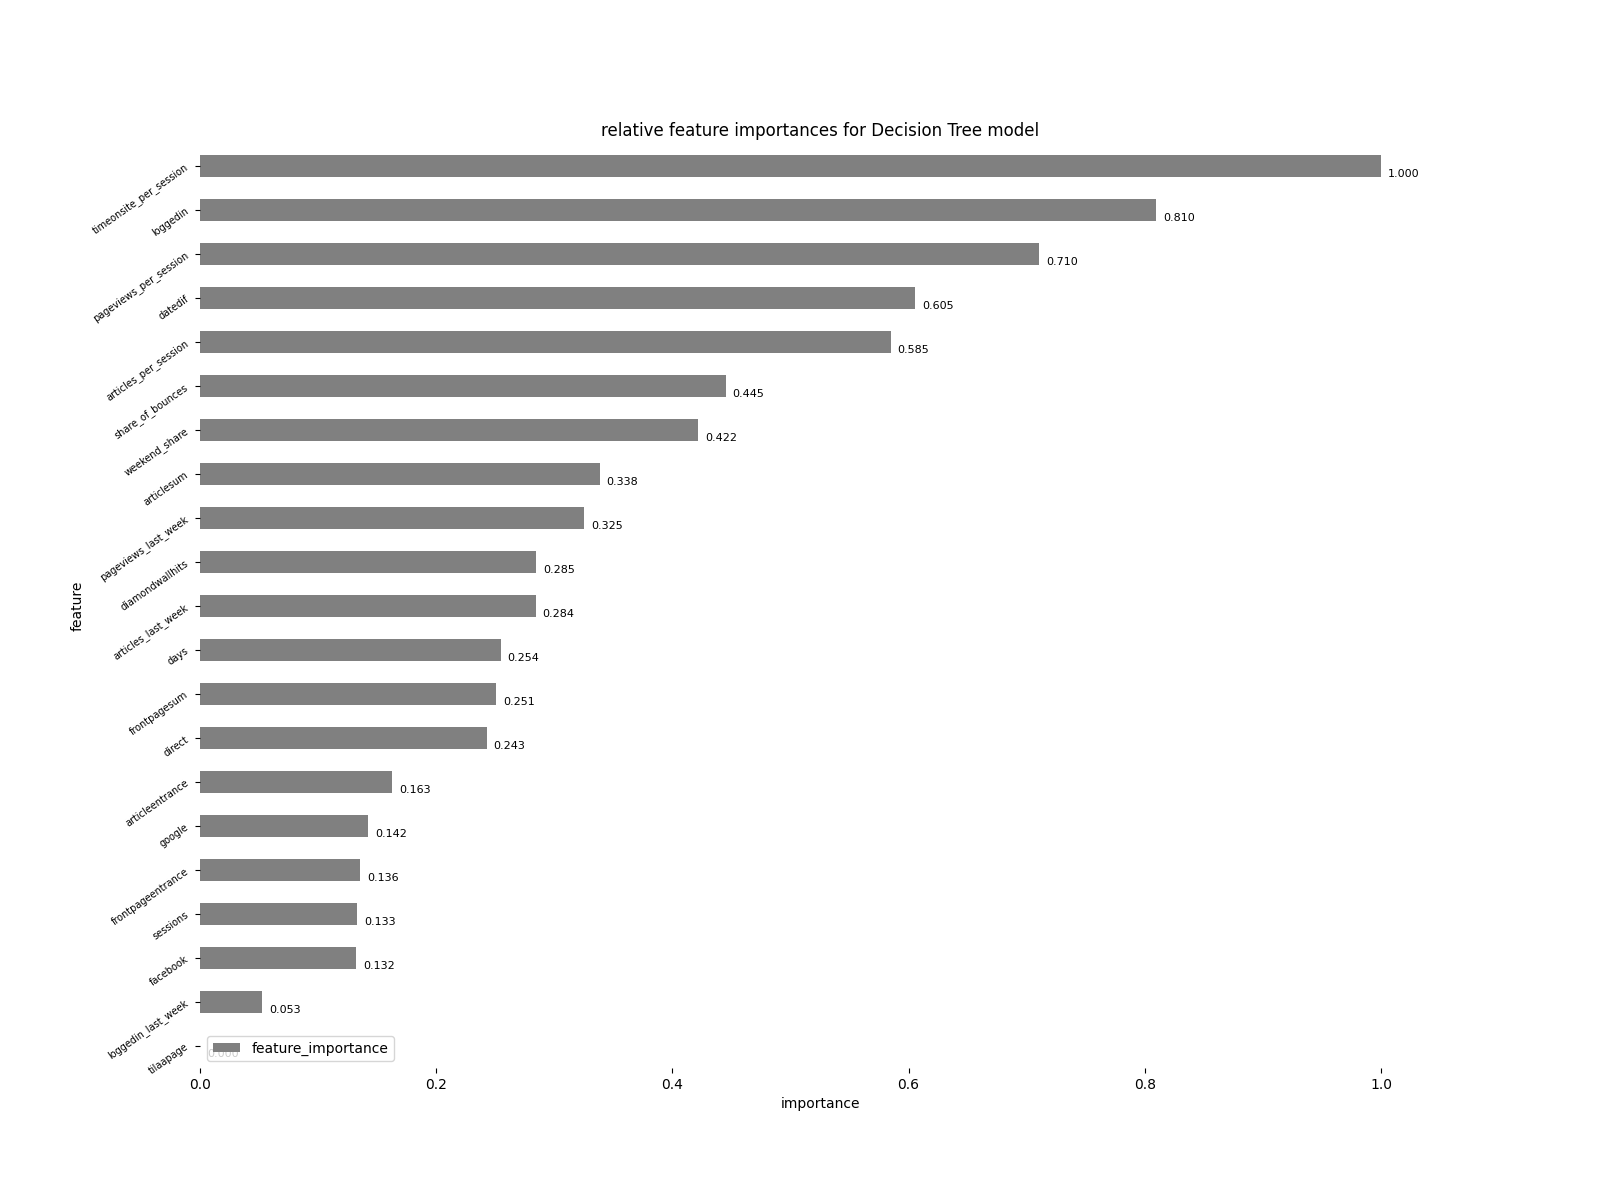 relative feature importances for Decision Tree model
timeonsite_per_session 1.000
loggedin 0.810
pageviews_per_session 0.710
datedif 0.605
articles_per_session 0.585
share_of_bounces 0.445
weekend_share 0.422
articlesum 0.338
pageviews_last_week 0.325
diamondwallhits 0.285
articles_last_week 0.284
days 0.254
frontpagesum 0.251
direct 0.243
articleentrance 0.163
google 0.142
frontpageentrance 0.136
sessions 0.133
facebook 0.132
loggedin_last_week 0.053
tilaapage 0.000
feature_importance
feature
0.0 0.2 0.4 0.6 0.8 1.0
importance